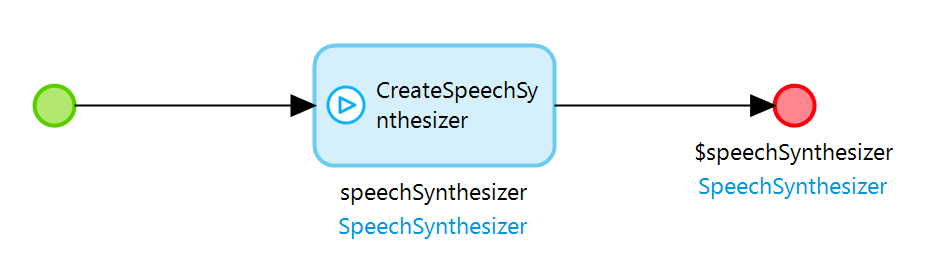 CreateSpeechSy
nthesizer
speechSynthesizer
SpeechSynthesizer
$speechSynthesizer
SpeechSynthesizer